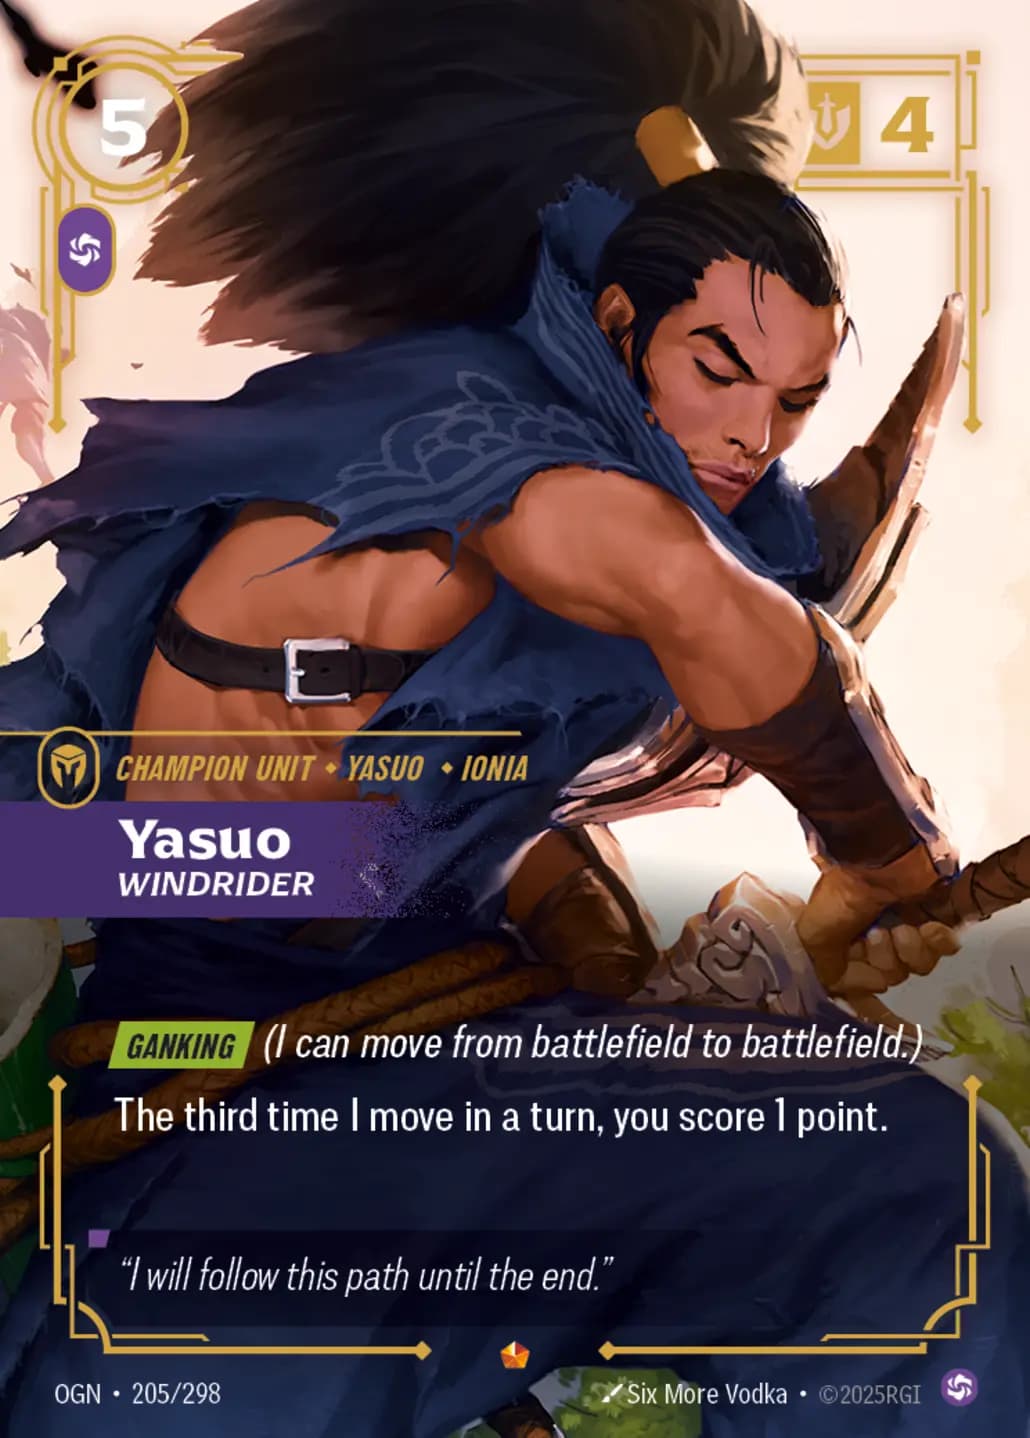 5
4
CHAMPION UNIT • YASUO • IONIA
Yasuo
WINDRIDER
GANKING (I can move from battlefield to battlefield.)
The third time I move in a turn, you score 1 point.
“I will follow this path until the end.”
OGN • 205/298
Six More Vodka • ©2025RGI